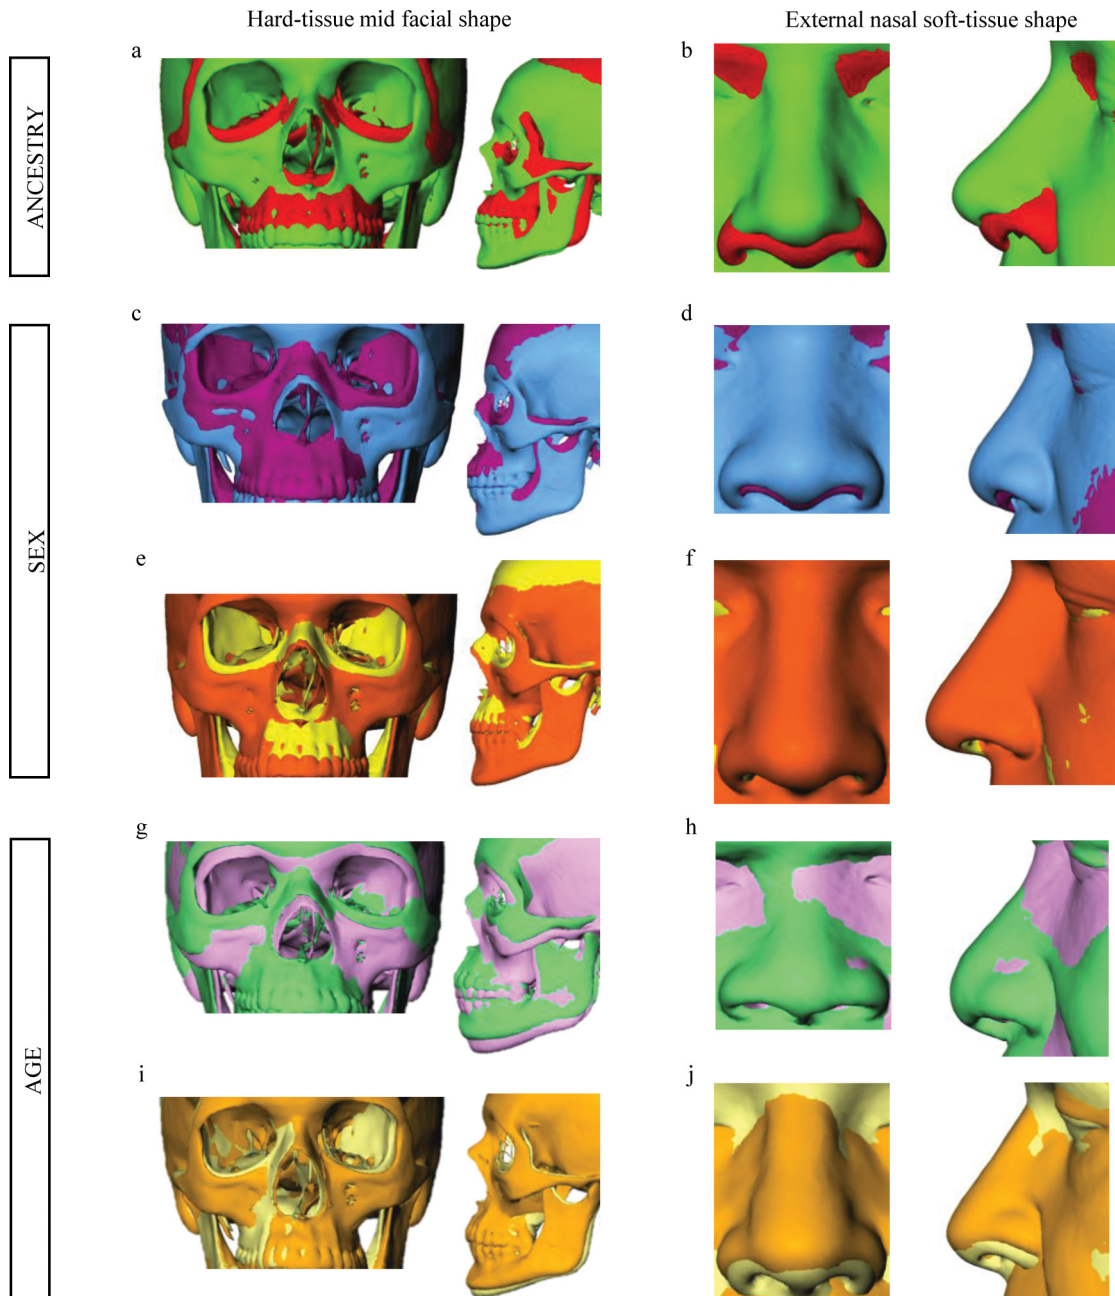 Hard-tissue mid facial shape
External nasal soft-tissue shape
a
b
ANCESTRY
c
d
SEX
e
f
g
h
AGE
i
j